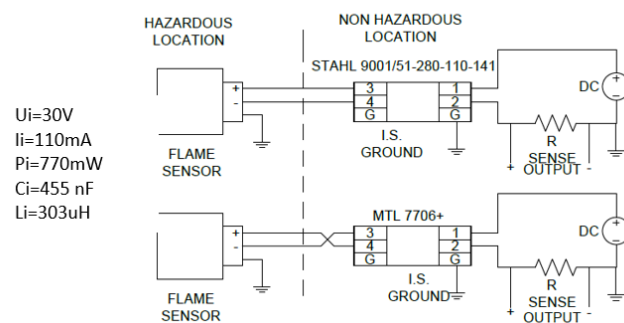 HAZARDOUS
LOCATION
NON HAZARDOUS
LOCATION
STAHL 9001/51-280-110-141
Ui=30V
Ii=110mA
Pi=770mW
Ci=455 nF
Li=303uH
+
-
3
4
G
1
2
G
DC
+
-
FLAME
SENSOR
I.S.
GROUND
R
+ SENSE -
OUTPUT
MTL 7706+
+
-
3
4
G
1
2
G
DC
+
-
FLAME
SENSOR
I.S.
GROUND
R
SENSE
+ OUTPUT -